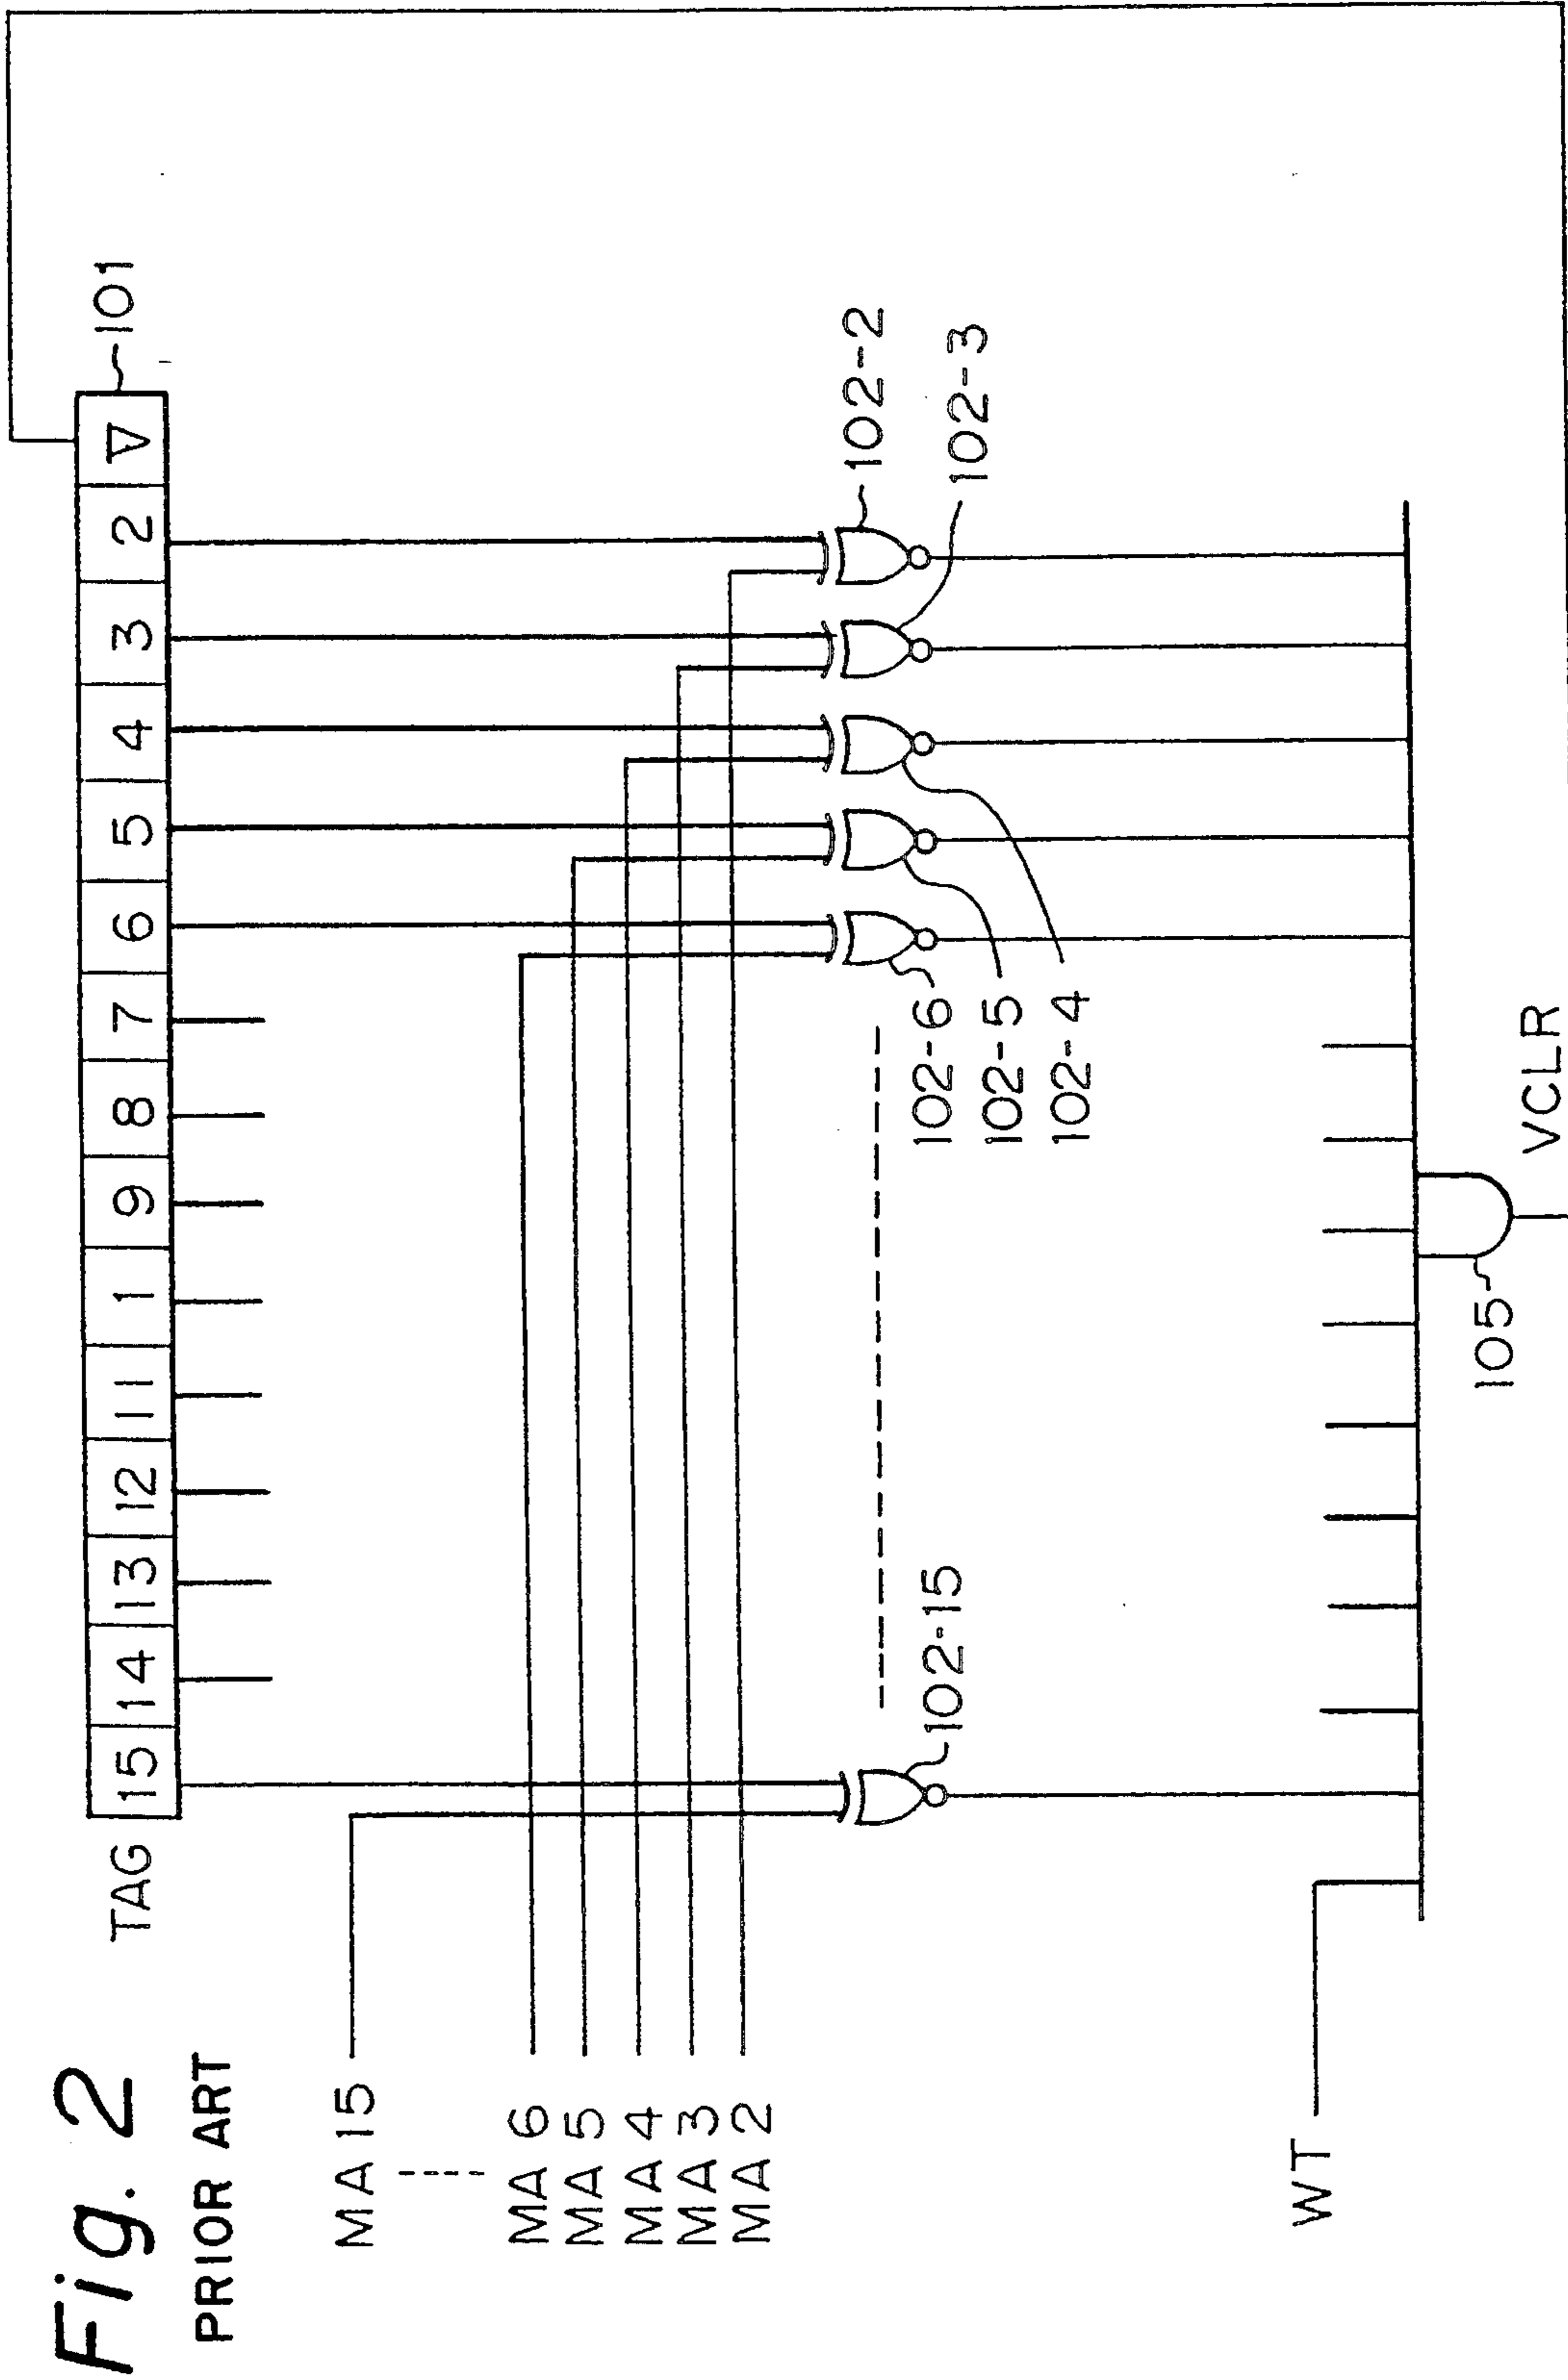 Fig. 2
PRIOR ART
TAG 15 14 13 12 11 1 9 8 7 6 5 4 3 2 V
101
MA 15
MA 6
MA 5
MA 4
MA 3
MA 2
102-2
102-3
102-15
102-6
102-5
102-4
WT
105
VCLR